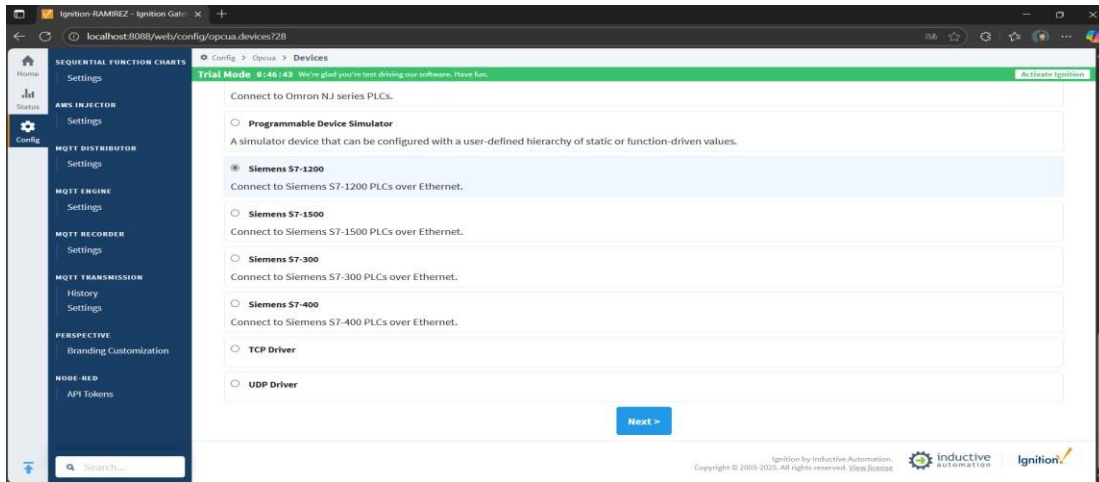 Ignition-RAMIREZ - Ignition Gate
localhost:8088/web/config/opcua.devices?28
Home
Status
Config
SEQUENTIAL FUNCTION CHARTS
Settings
AWS INJECTOR
Settings
MQTT DISTRIBUTOR
Settings
MQTT ENGINE
Settings
MQTT RECORDER
Settings
MQTT TRANSMISSION
History
Settings
PERSPECTIVE
Branding Customization
NODE-RED
API Tokens
Search...
Config > Opcua > Devices
Trial Mode 0:46:43 We're glad you're test driving our software. Have fun. Activate Ignition
Connect to Omron NJ series PLCs.
Programmable Device Simulator
A simulator device that can be configured with a user-defined hierarchy of static or function-driven values.
Siemens S7-1200
Connect to Siemens S7-1200 PLCs over Ethernet.
Siemens S7-1500
Connect to Siemens S7-1500 PLCs over Ethernet.
Siemens S7-300
Connect to Siemens S7-300 PLCs over Ethernet.
Siemens S7-400
Connect to Siemens S7-400 PLCs over Ethernet.
TCP Driver
UDP Driver
Next >
Ignition by Inductive Automation.
Copyright © 2003-2025. All rights reserved. View license
inductive
automation
Ignition